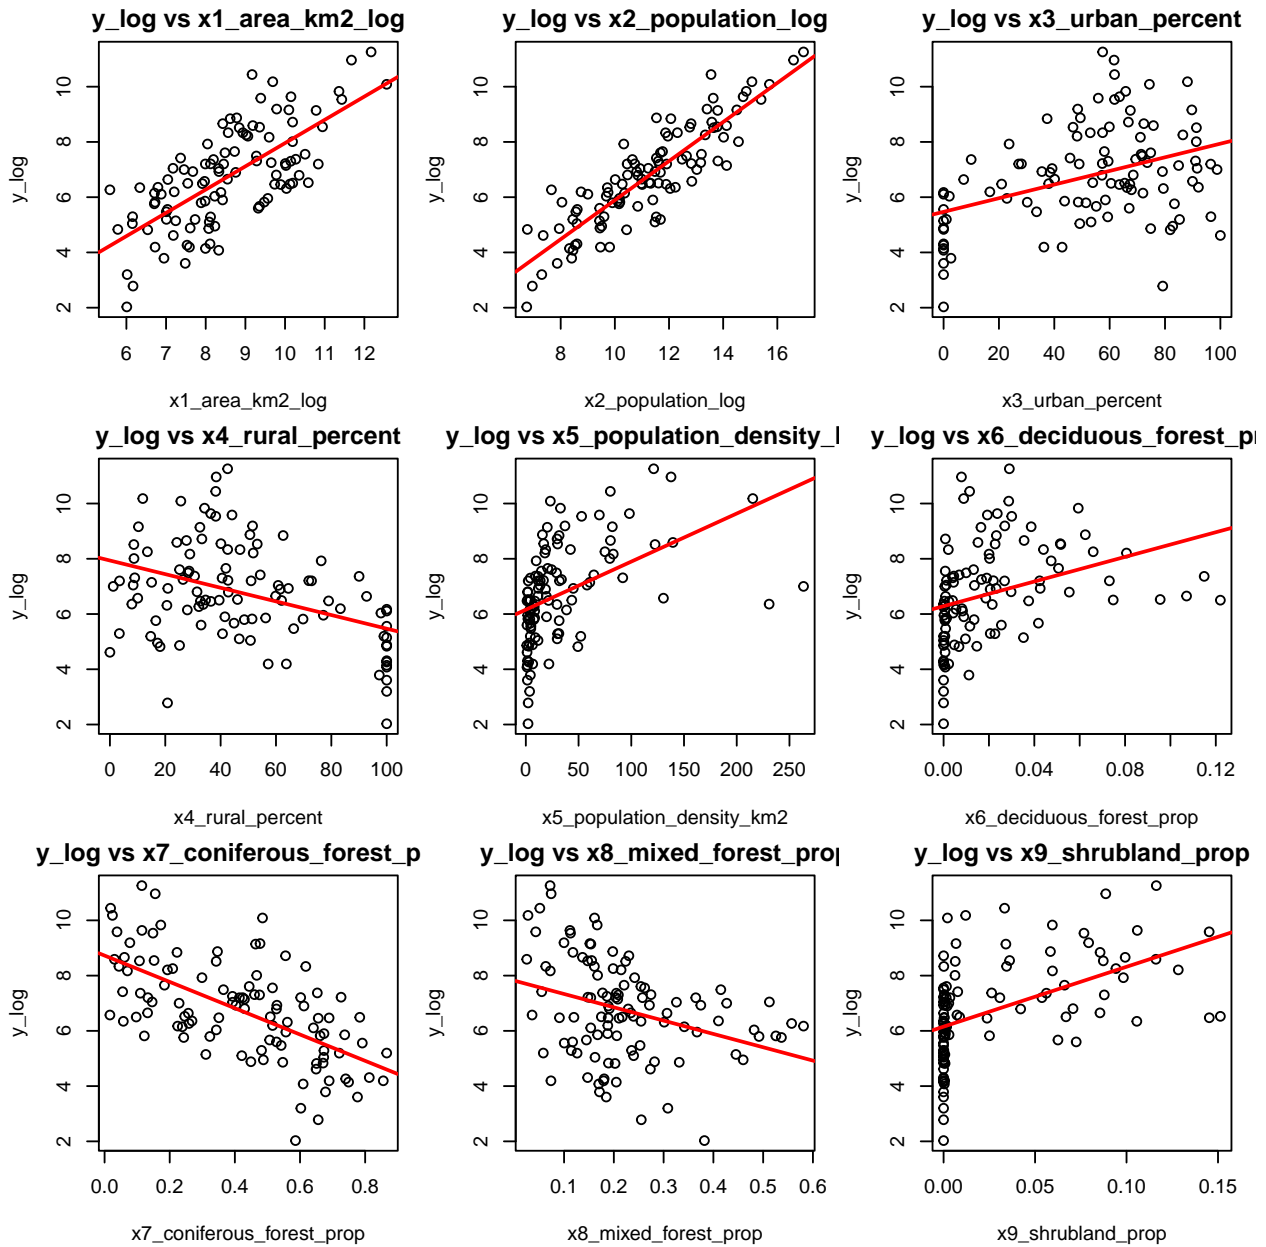 y_log vs x1_area_km2_log
y_log
10
8
6
4
2
6 7 8 9 10 11 12
x1_area_km2_log
y_log vs x2_population_log
y_log
10
8
6
4
2
8 10 12 14 16
x2_population_log
y_log vs x3_urban_percent
y_log
10
8
6
4
2
0 20 40 60 80 100
x3_urban_percent
y_log vs x4_rural_percent
y_log
10
8
6
4
2
0 20 40 60 80 100
x4_rural_percent
y_log vs x5_population_density_
y_log
10
8
6
4
2
0 50 100 150 200 250
x5_population_density_km2
y_log vs x6_deciduous_forest_p
y_log
10
8
6
4
2
0.00 0.04 0.08 0.12
x6_deciduous_forest_prop
y_log vs x7_coniferous_forest_p
y_log
10
8
6
4
2
0.0 0.2 0.4 0.6 0.8
x7_coniferous_forest_prop
y_log vs x8_mixed_forest_pro
y_log
10
8
6
4
2
0.1 0.2 0.3 0.4 0.5 0.6
x8_mixed_forest_prop
y_log vs x9_shrubland_prop
y_log
10
8
6
4
2
0.00 0.05 0.10 0.15
x9_shrubland_prop